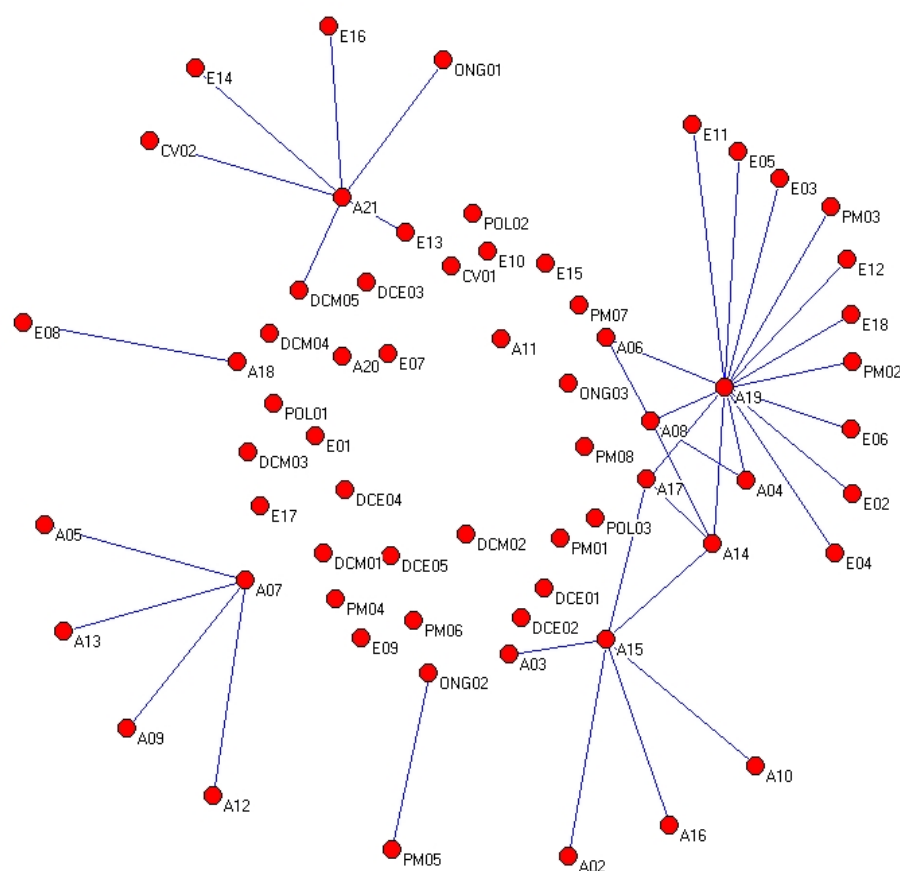 E16
ONG01
E14
CV02
E11
E05
E03
PM03
A21
POL02
E13
E10
CV01
E15
E12
DCM05
DCE03
PM07
E18
E08
DCM04
A06
A11
A20
E07
A18
PM02
ONG03
A19
POL01
A08
E06
E01
PM08
DCM03
A17
A04
DCE04
E02
E17
POL03
A05
DCM02
PM01
A14
DCM01
DCE05
E04
A07
DCE01
PM04
DCE02
PM06
A13
E09
A15
A03
ONG02
A09
A10
A12
A16
PM05
A02